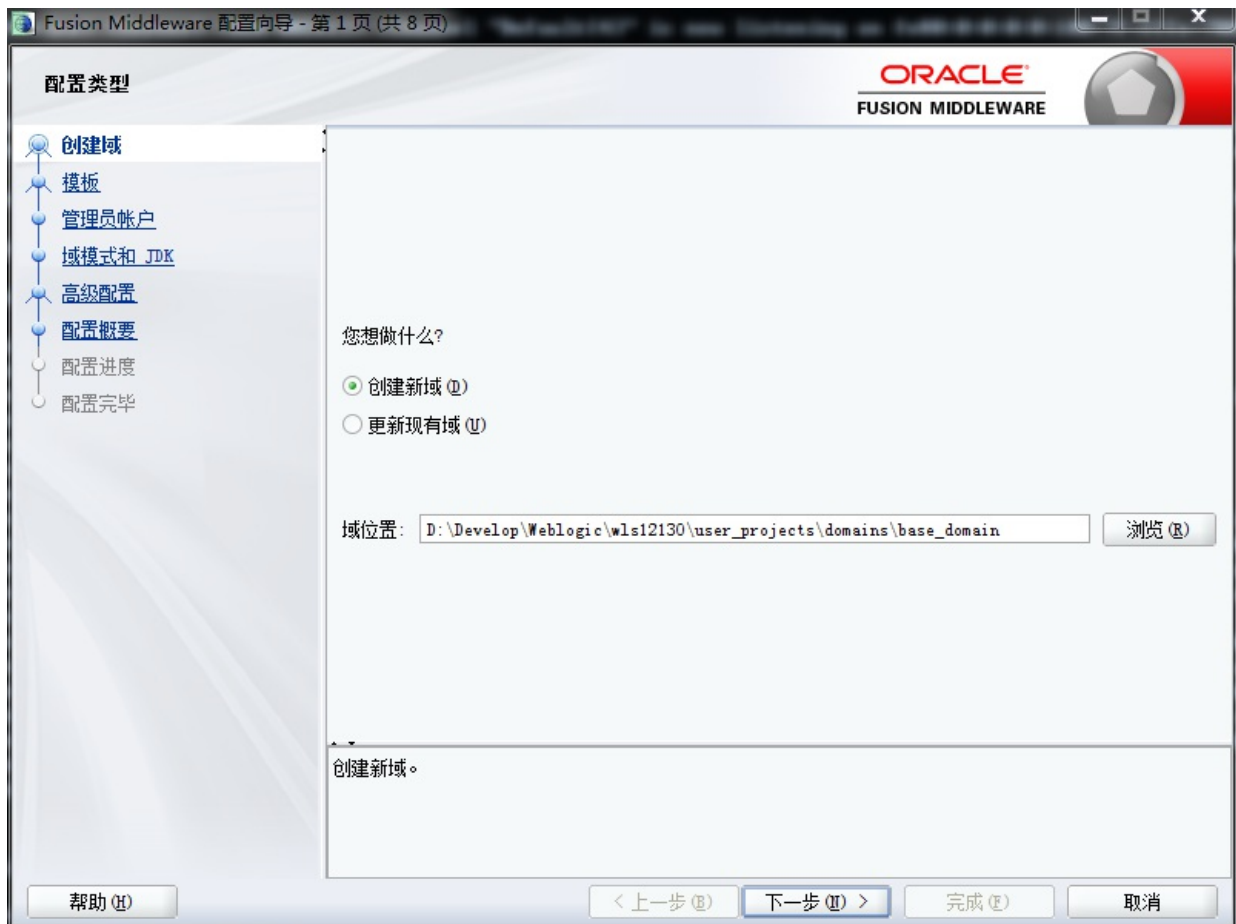 Fusion Middleware 配置向导 - 第 1 页 (共 8 页)
配置类型
ORACLE
FUSION MIDDLEWARE
创建域
模板
管理员帐户
域模式和 JDK
高级配置
配置概要
配置进度
配置完毕
您想做什么?
创建新域(D)
更新现有域(U)
域位置: D:\Develop\Weblogic\wls12130\user_projects\domains\base_domain 浏览(R)
创建新域。
帮助(H) < 上一步(B) 下一步(N) > 完成(F) 取消